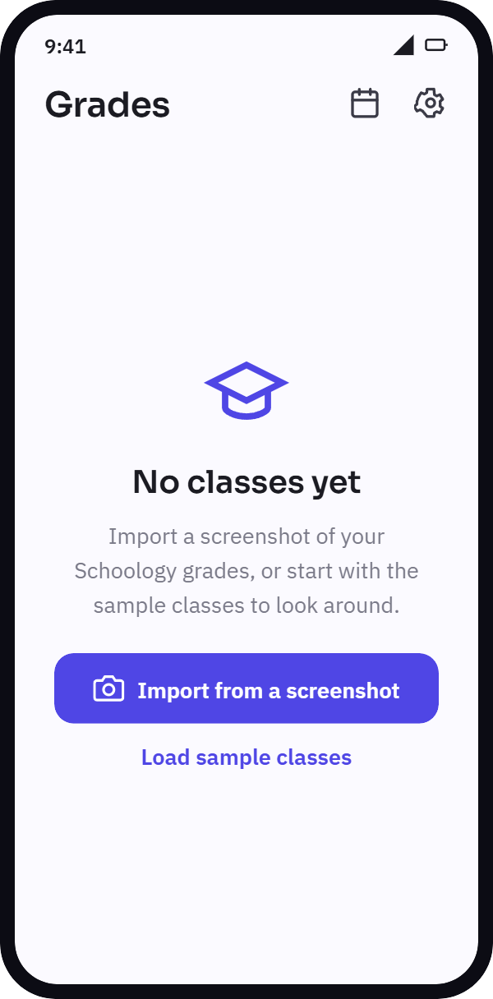 9:41
Grades
No classes yet
Import a screenshot of your
Schoology grades, or start with the
sample classes to look around.
Import from a screenshot
Load sample classes